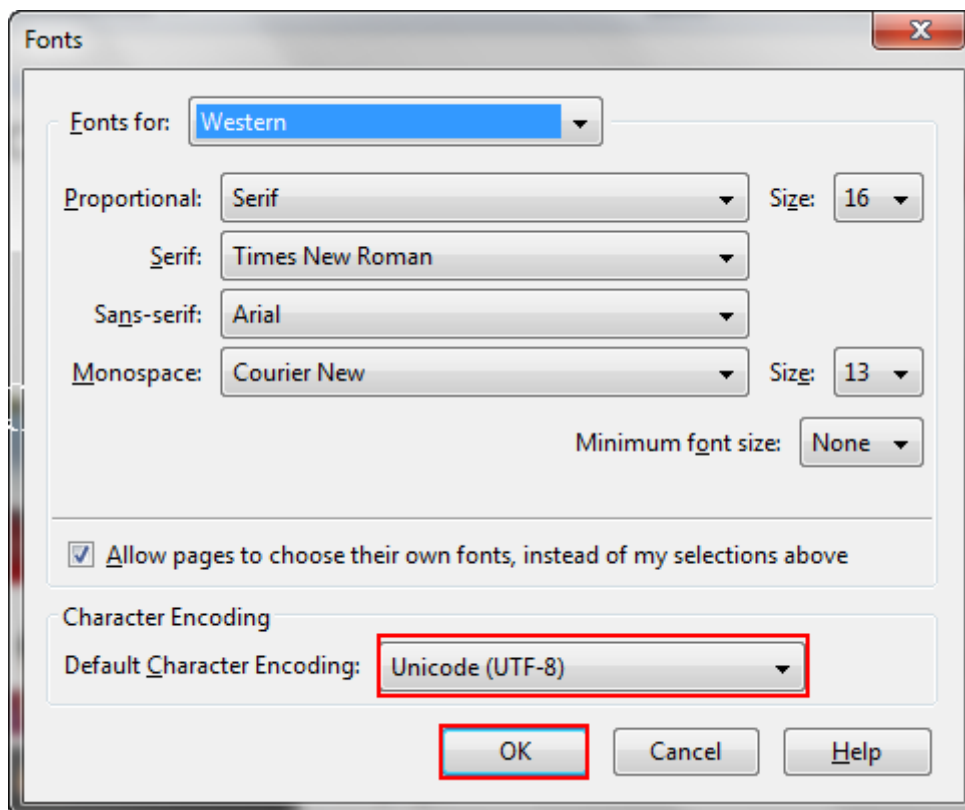 Fonts
Fonts for: Western
Proportional: Serif Size: 16
Serif: Times New Roman
Sans-serif: Arial
Monospace: Courier New Size: 13
Minimum font size: None
Allow pages to choose their own fonts, instead of my selections above
Character Encoding
Default Character Encoding: Unicode (UTF-8)
OK Cancel Help